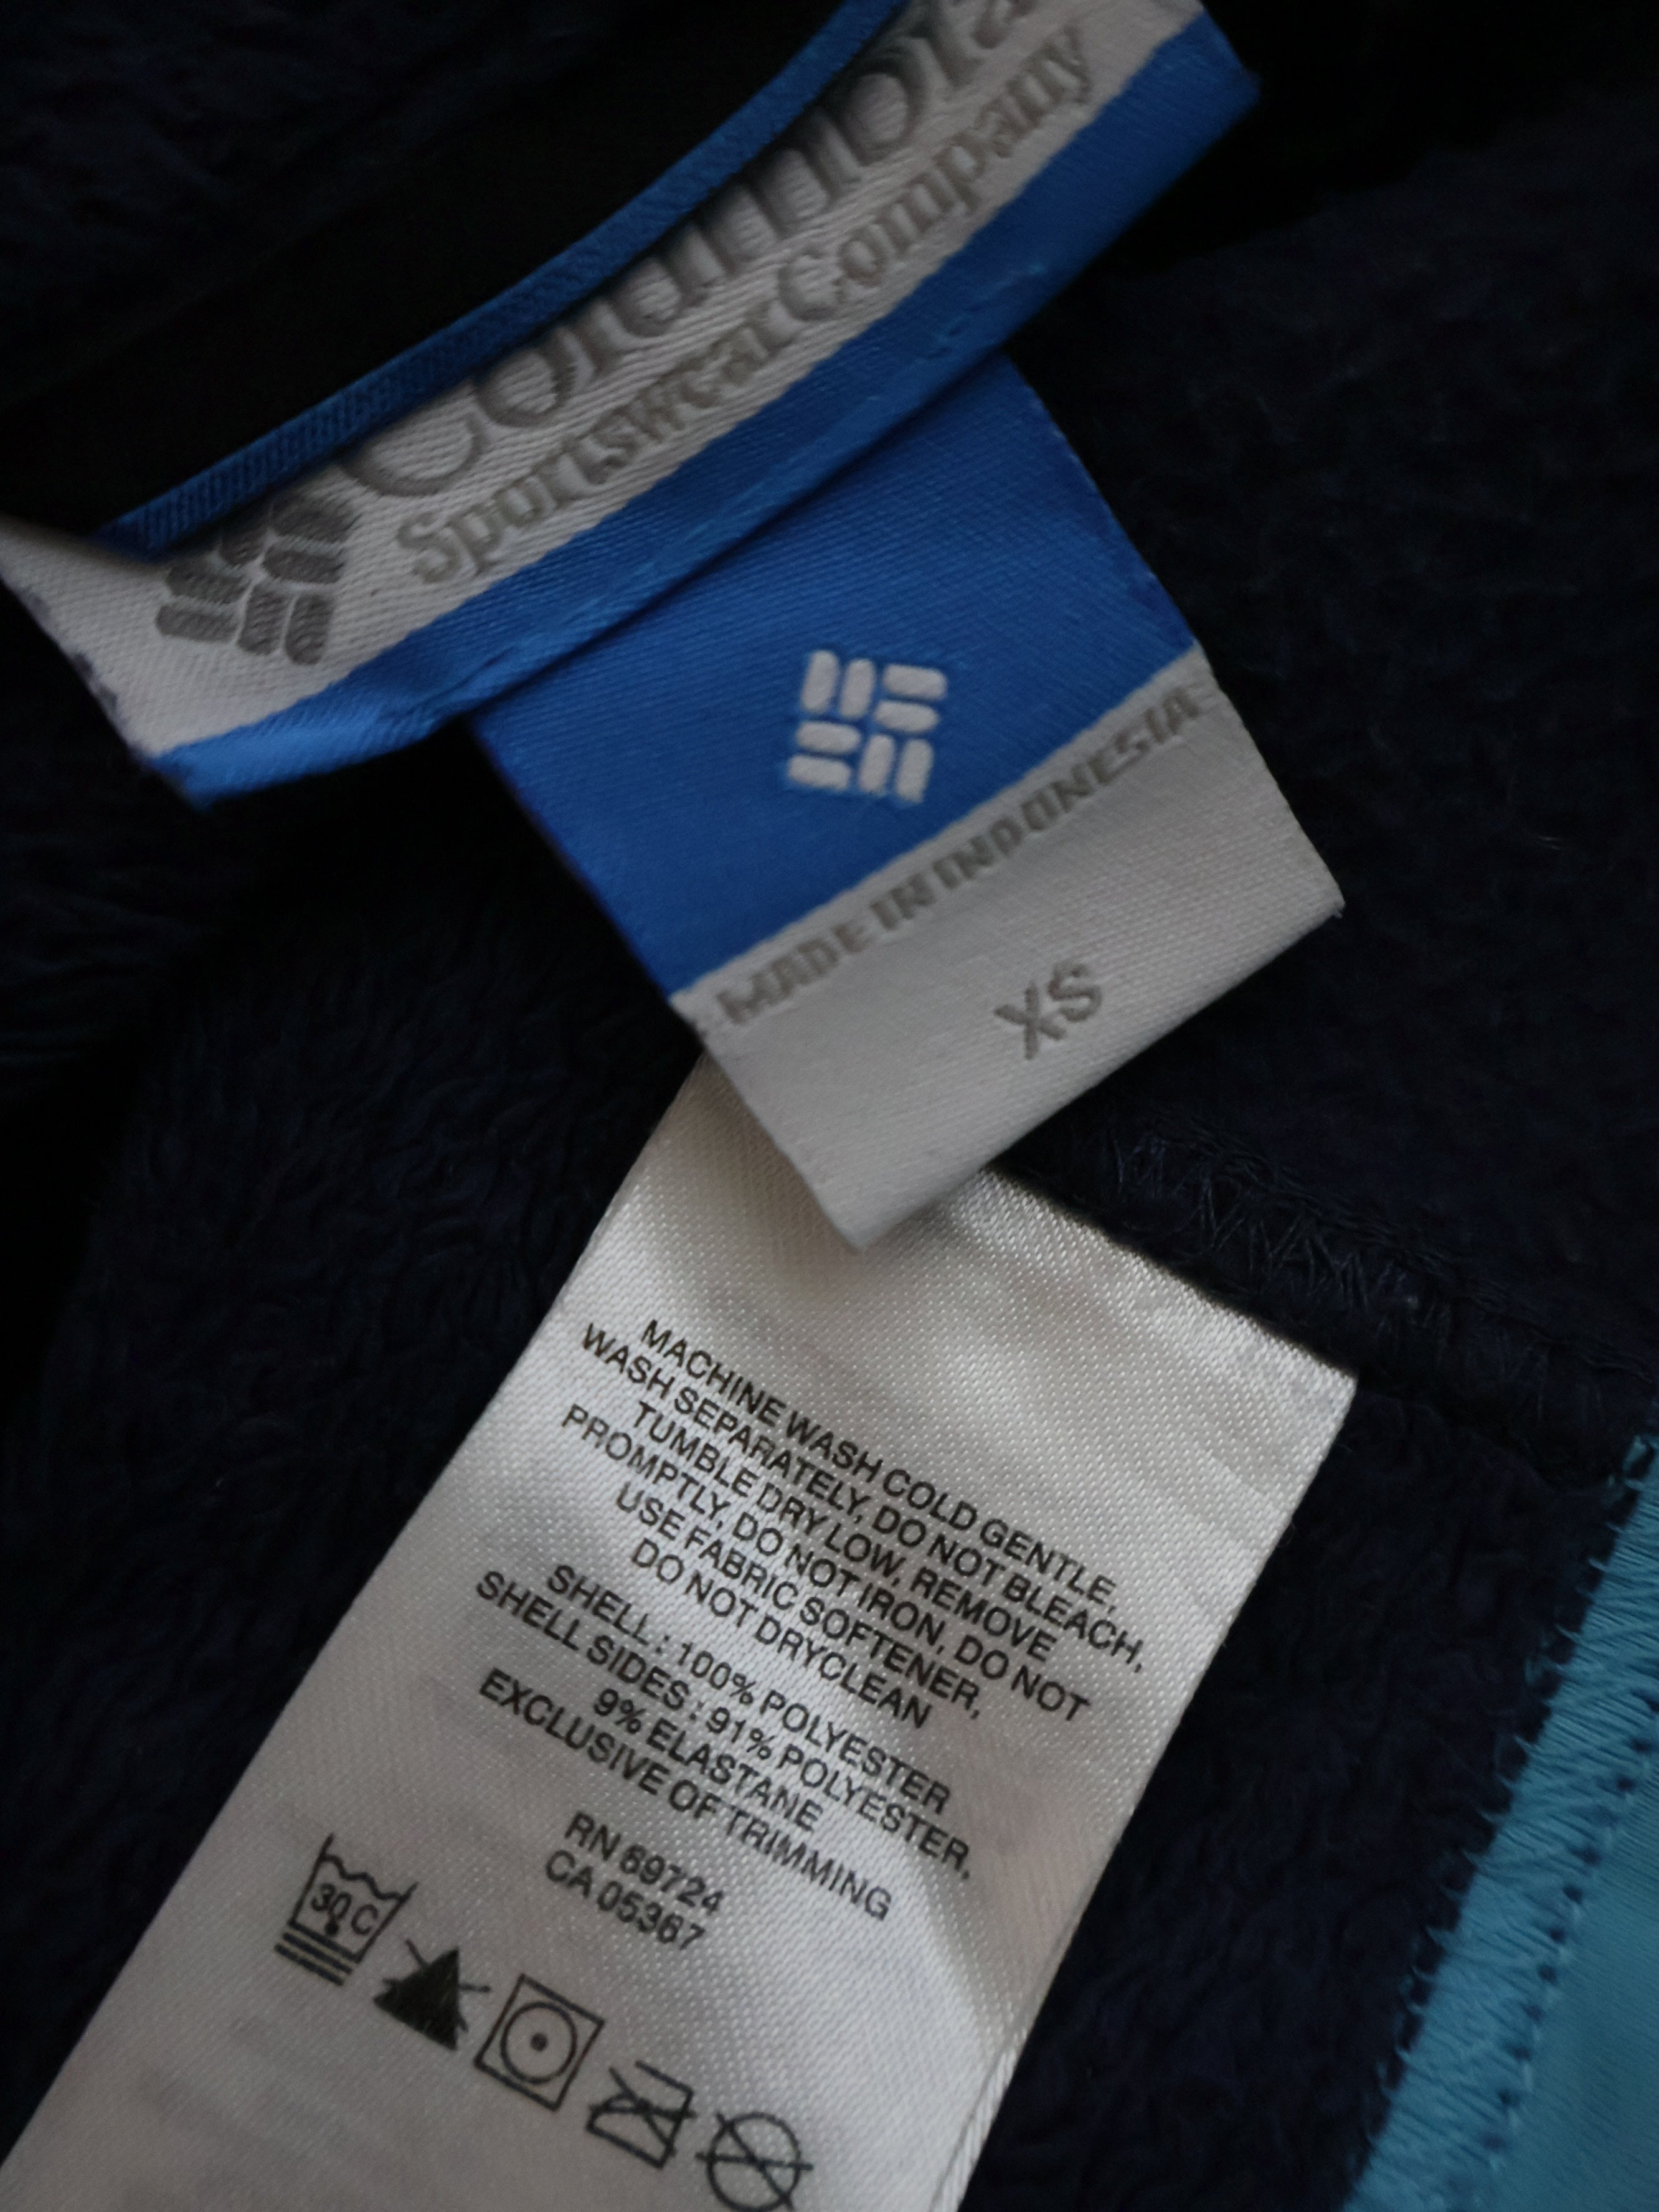 Columbia
Sportswear Company
MADE IN INDONESIA
XS
MACHINE WASH COLD GENTLE,
WASH SEPARATELY, DO NOT BLEACH,
TUMBLE DRY LOW, REMOVE
PROMPTLY, DO NOT IRON, DO NOT
USE FABRIC SOFTENER,
DO NOT DRYCLEAN
SHELL : 100% POLYESTER
SHELL SIDES : 91% POLYESTER,
9% ELASTANE
EXCLUSIVE OF TRIMMING
RN 69724
CA 05367
30C